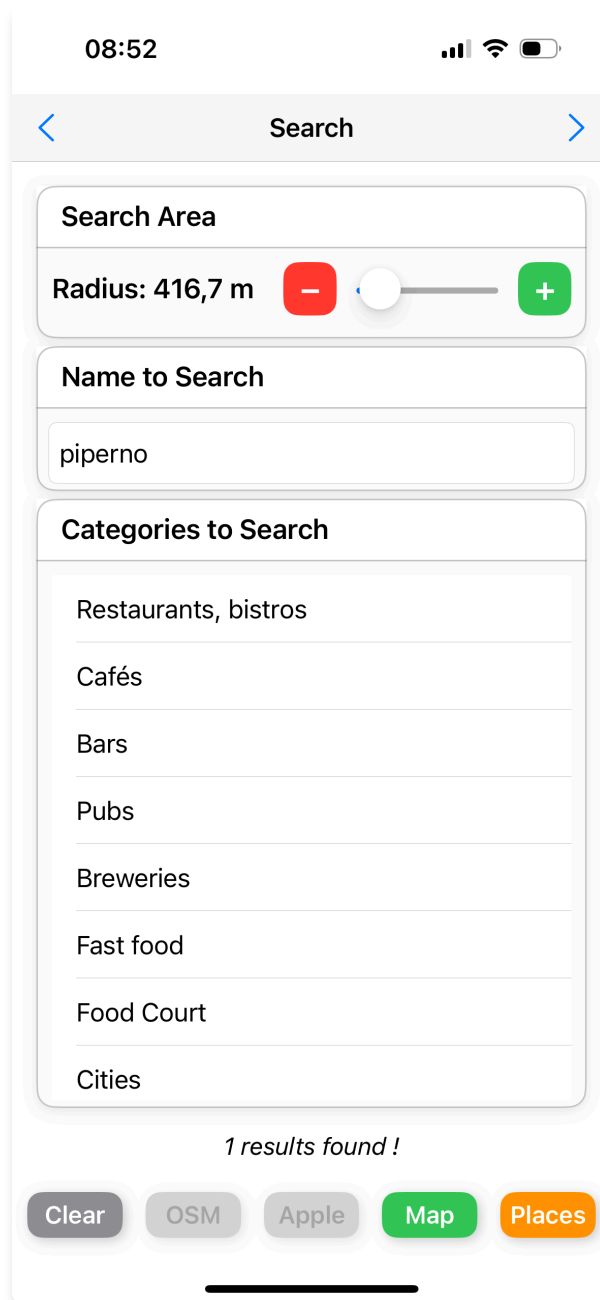 08:52
Search
Search Area
Radius: 416,7 m − +
Name to Search
piperno
Categories to Search
Restaurants, bistros
Cafés
Bars
Pubs
Breweries
Fast food
Food Court
Cities
1 results found !
Clear OSM Apple Map Places